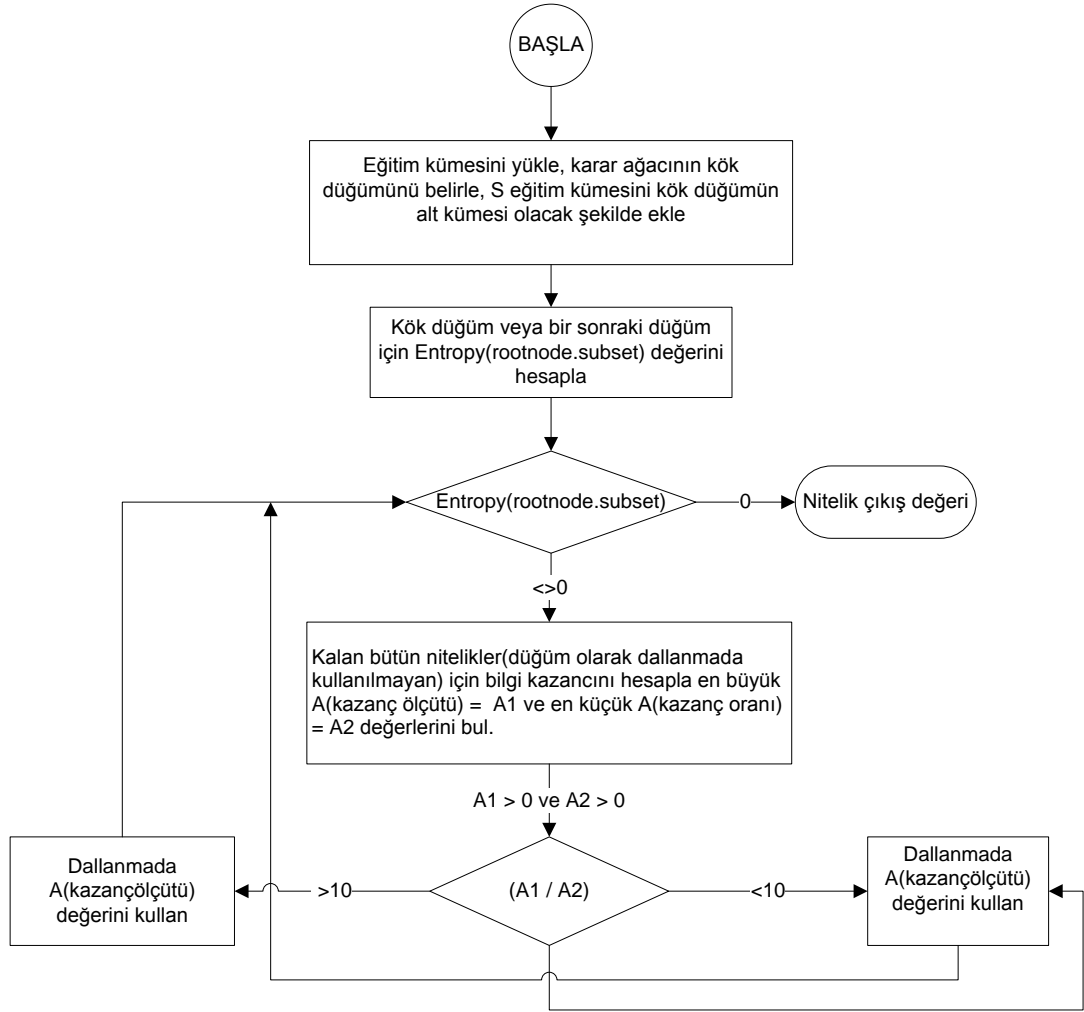 BAŞLA
Eğitim kümesini yükle, karar ağacının kök
düğümünü belirle, S eğitim kümesini kök düğümün
alt kümesi olacak şekilde ekle
Kök düğüm veya bir sonraki düğüm
için Entropy(rootnode.subset) değerini
hesapla
Entropy(rootnode.subset)
0
Nitelik çıkış değeri
<>0
Kalan bütün nitelikler(düğüm olarak dallanmada
kullanılmayan) için bilgi kazancını hesapla en büyük
A(kazanç ölçütü) = A1 ve en küçük A(kazanç oranı)
= A2 değerlerini bul.
A1 > 0 ve A2 > 0
Dallanmada
A(kazançölçütü)
değerini kullan
>10
(A1 / A2)
<10
Dallanmada
A(kazançölçütü)
değerini kullan